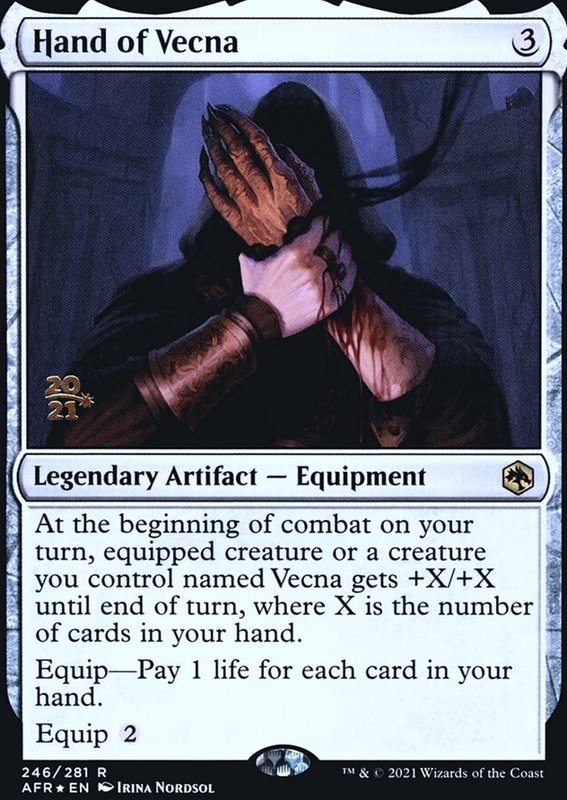 Hand of Vecna 3
20
21
Legendary Artifact — Equipment
At the beginning of combat on your
turn, equipped creature or a creature
you control named Vecna gets +X/+X
until end of turn, where X is the number
of cards in your hand.
Equip—Pay 1 life for each card in your
hand.
Equip 2
246/281 R
AFR★EN Irina Nordsol
™ & © 2021 Wizards of the Coast